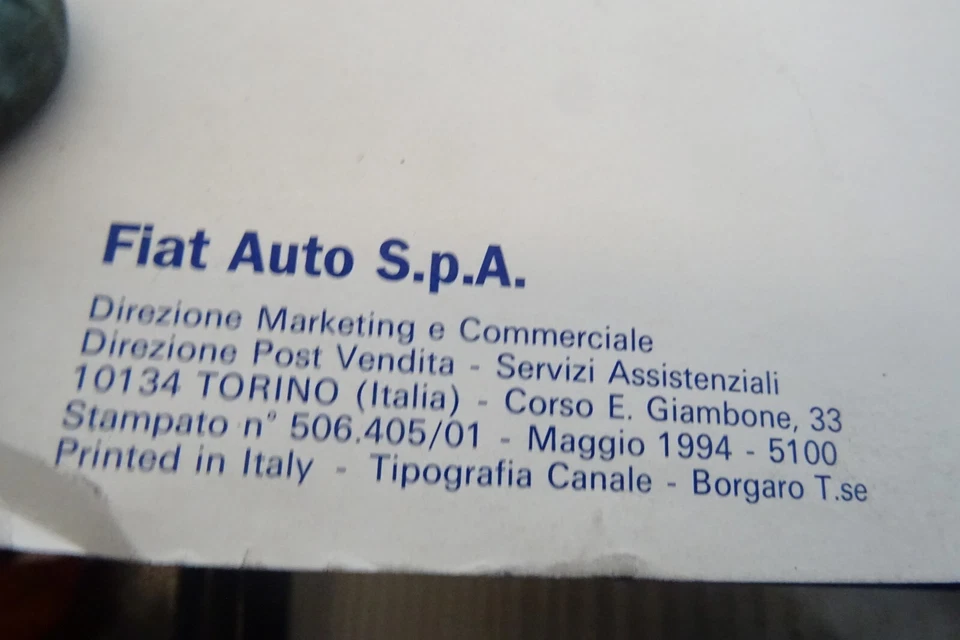 Fiat Auto S.p.A.
Direzione Marketing e Commerciale
Direzione Post Vendita - Servizi Assistenziali
10134 TORINO (Italia) - Corso E. Giambone, 33
Stampato n° 506.405/01 - Maggio 1994 - 5100
Printed in Italy - Tipografia Canale - Borgaro T.se